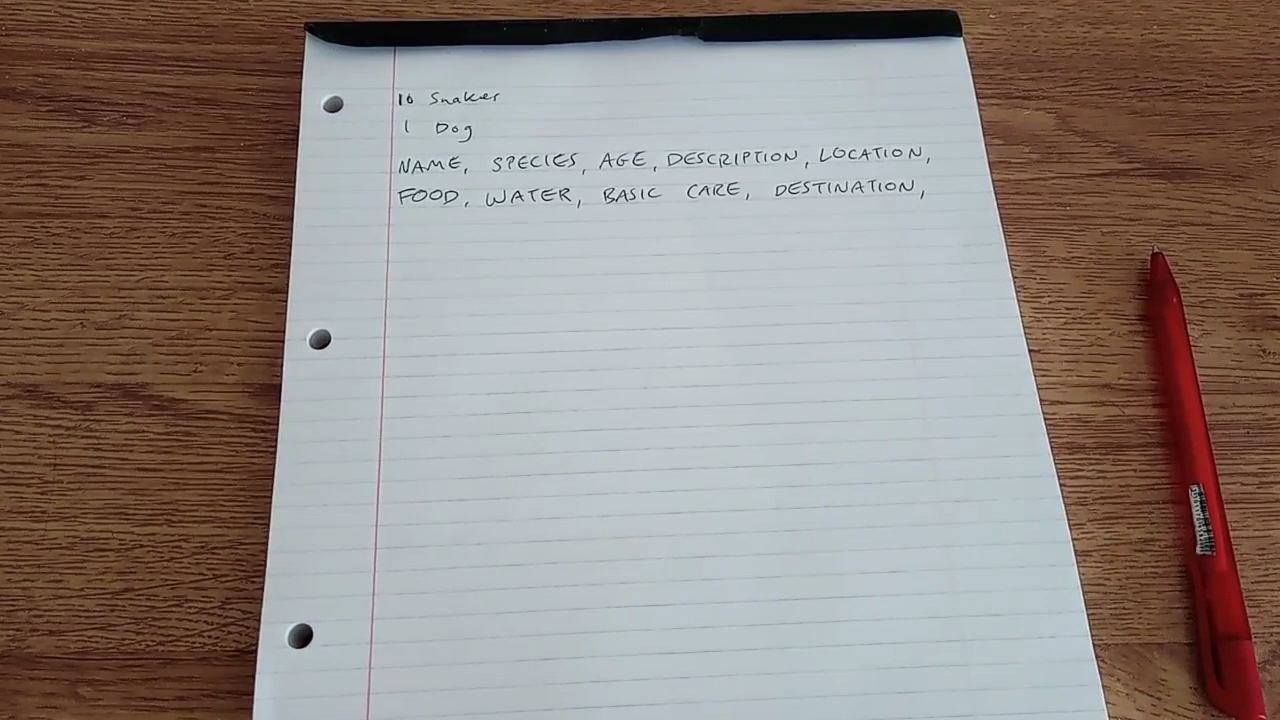 10 Snakes
1 Dog
NAME, SPECIES, AGE, DESCRIPTION, LOCATION,
FOOD, WATER, BASIC CARE, DESTINATION,